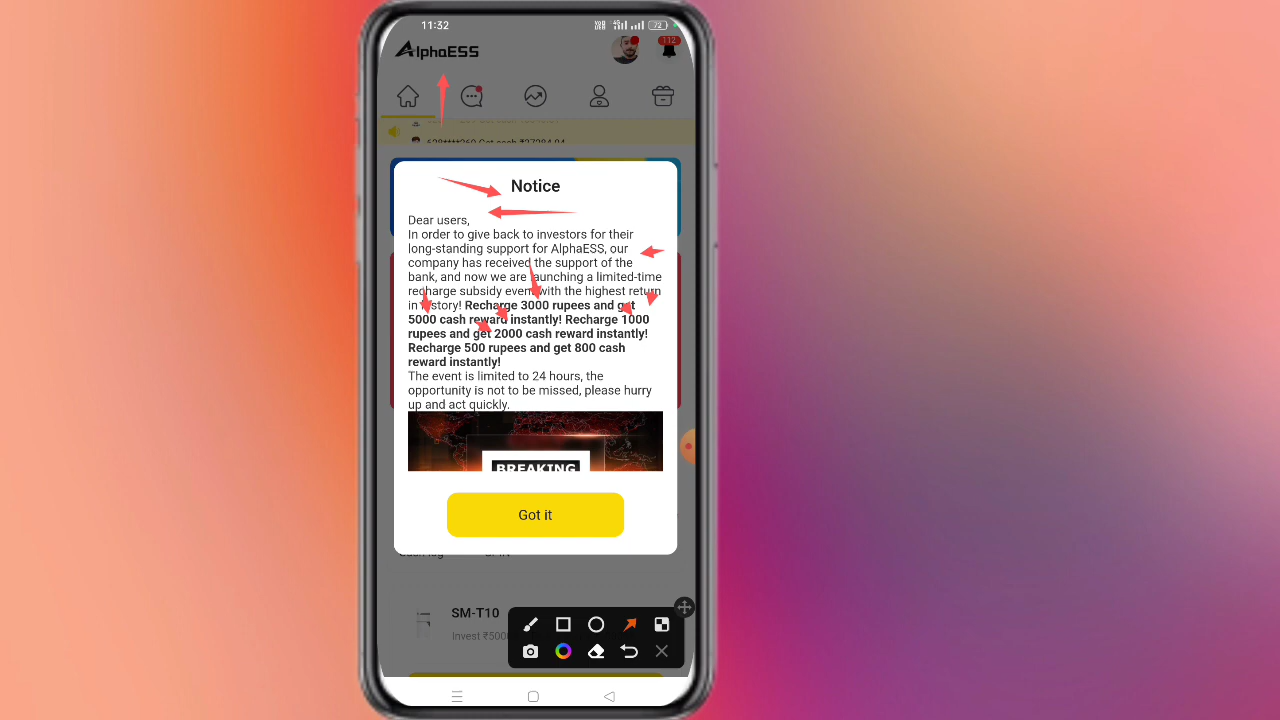 11:32
72
AlphaESS
112
Notice
Dear users,
In order to give back to investors for their
long-standing support for AlphaESS, our
company has received the support of the
bank, and now we are launching a limited-time
recharge subsidy event with the highest return
in history! Recharge 3000 rupees and get
5000 cash reward instantly! Recharge 1000
rupees and get 2000 cash reward instantly!
Recharge 500 rupees and get 800 cash
reward instantly!
The event is limited to 24 hours, the
opportunity is not to be missed, please hurry
up and act quickly.
BREAKING
Got it
SM-T10
Invest